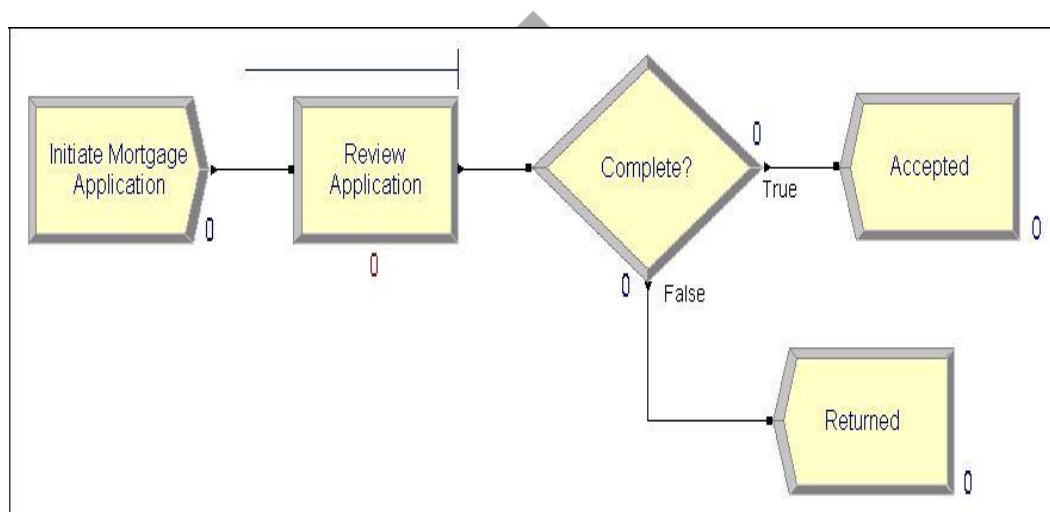 Initiate Mortgage
Application
0
Review
Application
0
Complete?
0
True
0
False
Accepted
0
Returned
0